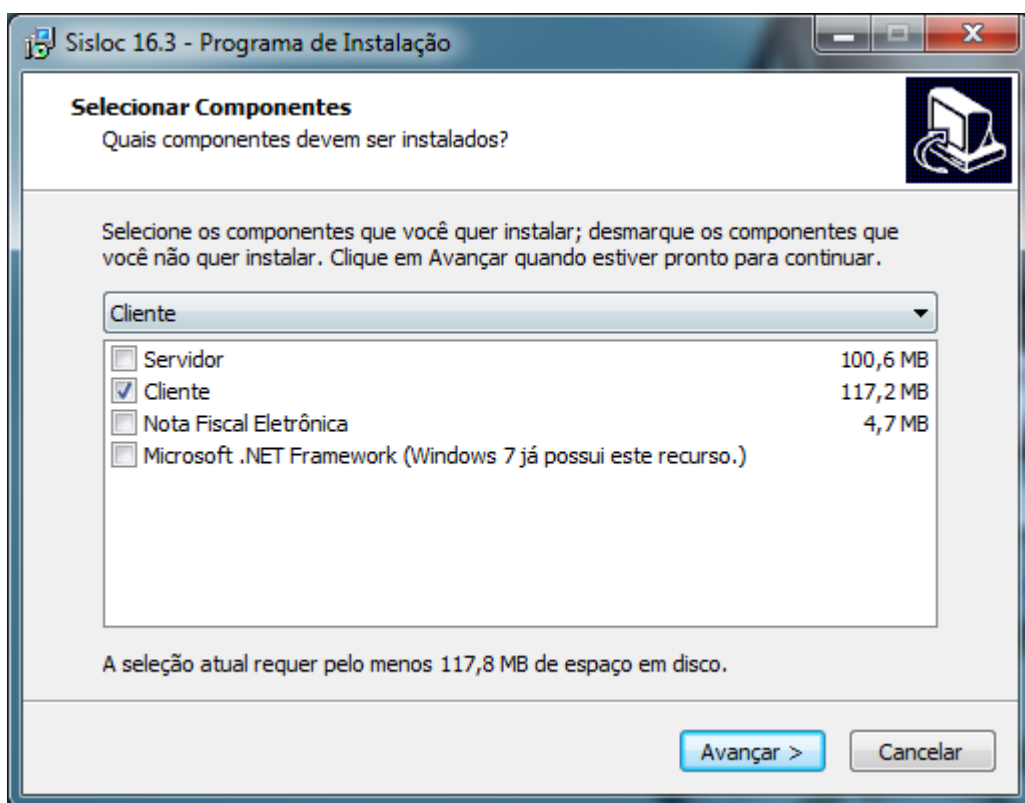 Sisloc 16.3 - Programa de Instalação
Selecionar Componentes
Quais componentes devem ser instalados?
Selecione os componentes que você quer instalar; desmarque os componentes que
você não quer instalar. Clique em Avançar quando estiver pronto para continuar.
Cliente
Servidor 100,6 MB
Cliente 117,2 MB
Nota Fiscal Eletrônica 4,7 MB
Microsoft .NET Framework (Windows 7 já possui este recurso.)
A seleção atual requer pelo menos 117,8 MB de espaço em disco.
Avançar > Cancelar